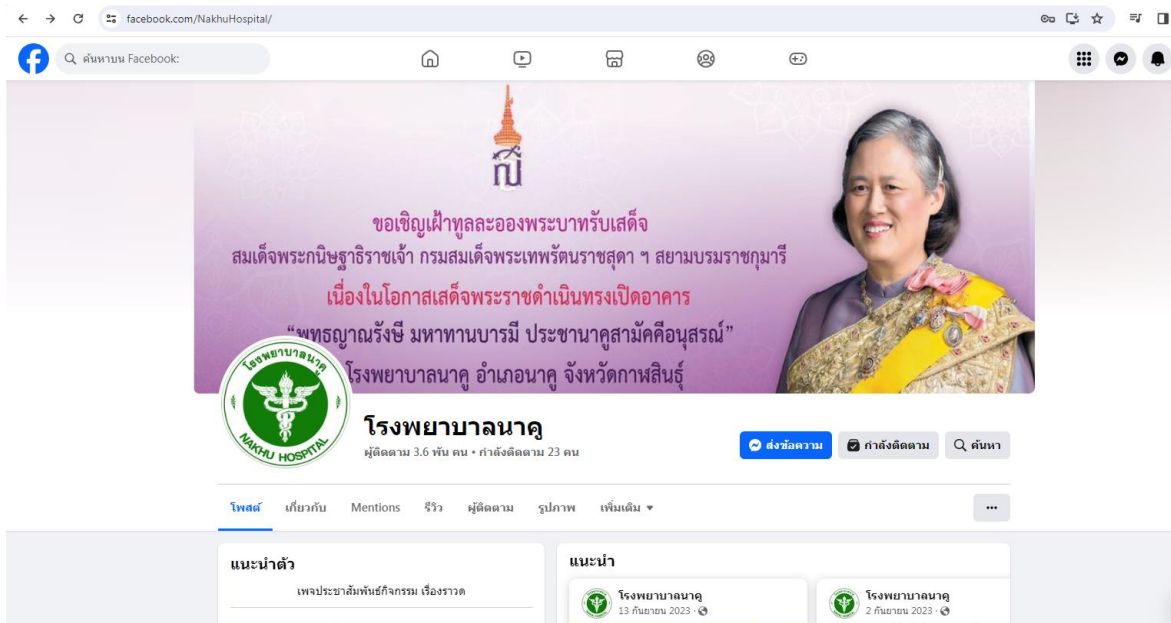 facebook.com/NakhuHospital/
ค้นหาบน Facebook:
ขอเชิญเฝ้าทูลละอองพระบาทรับเสด็จ
สมเด็จพระกนิษฐาธิราชเจ้า กรมสมเด็จพระเทพรัตนราชสุดา ฯ สยามบรมราชกุมารี
เนื่องในโอกาสเสด็จพระราชดำเนินทรงเปิดอาคาร
“พุทธญาณรังษี มหาทานบารมี ประชานาคูสามัคคีอนุสรณ์”
โรงพยาบาลนาคู อำเภอนาคู จังหวัดกาฬสินธุ์
โรงพยาบาลนาคู
NAKHU HOSPITAL
โรงพยาบาลนาคู
ผู้ติดตาม 3.6 พัน คน • กำลังติดตาม 23 คน
ส่งข้อความ
กำลังติดตาม
ค้นหา
โพสต์ เกี่ยวกับ Mentions รีวิว ผู้ติดตาม รูปภาพ เพิ่มเติม
แนะนำตัว
เพจประชาสัมพันธ์กิจกรรม เรื่องราวด
แนะนำ
โรงพยาบาลนาคู
13 กันยายน 2023
โรงพยาบาลนาคู
2 กันยายน 2023